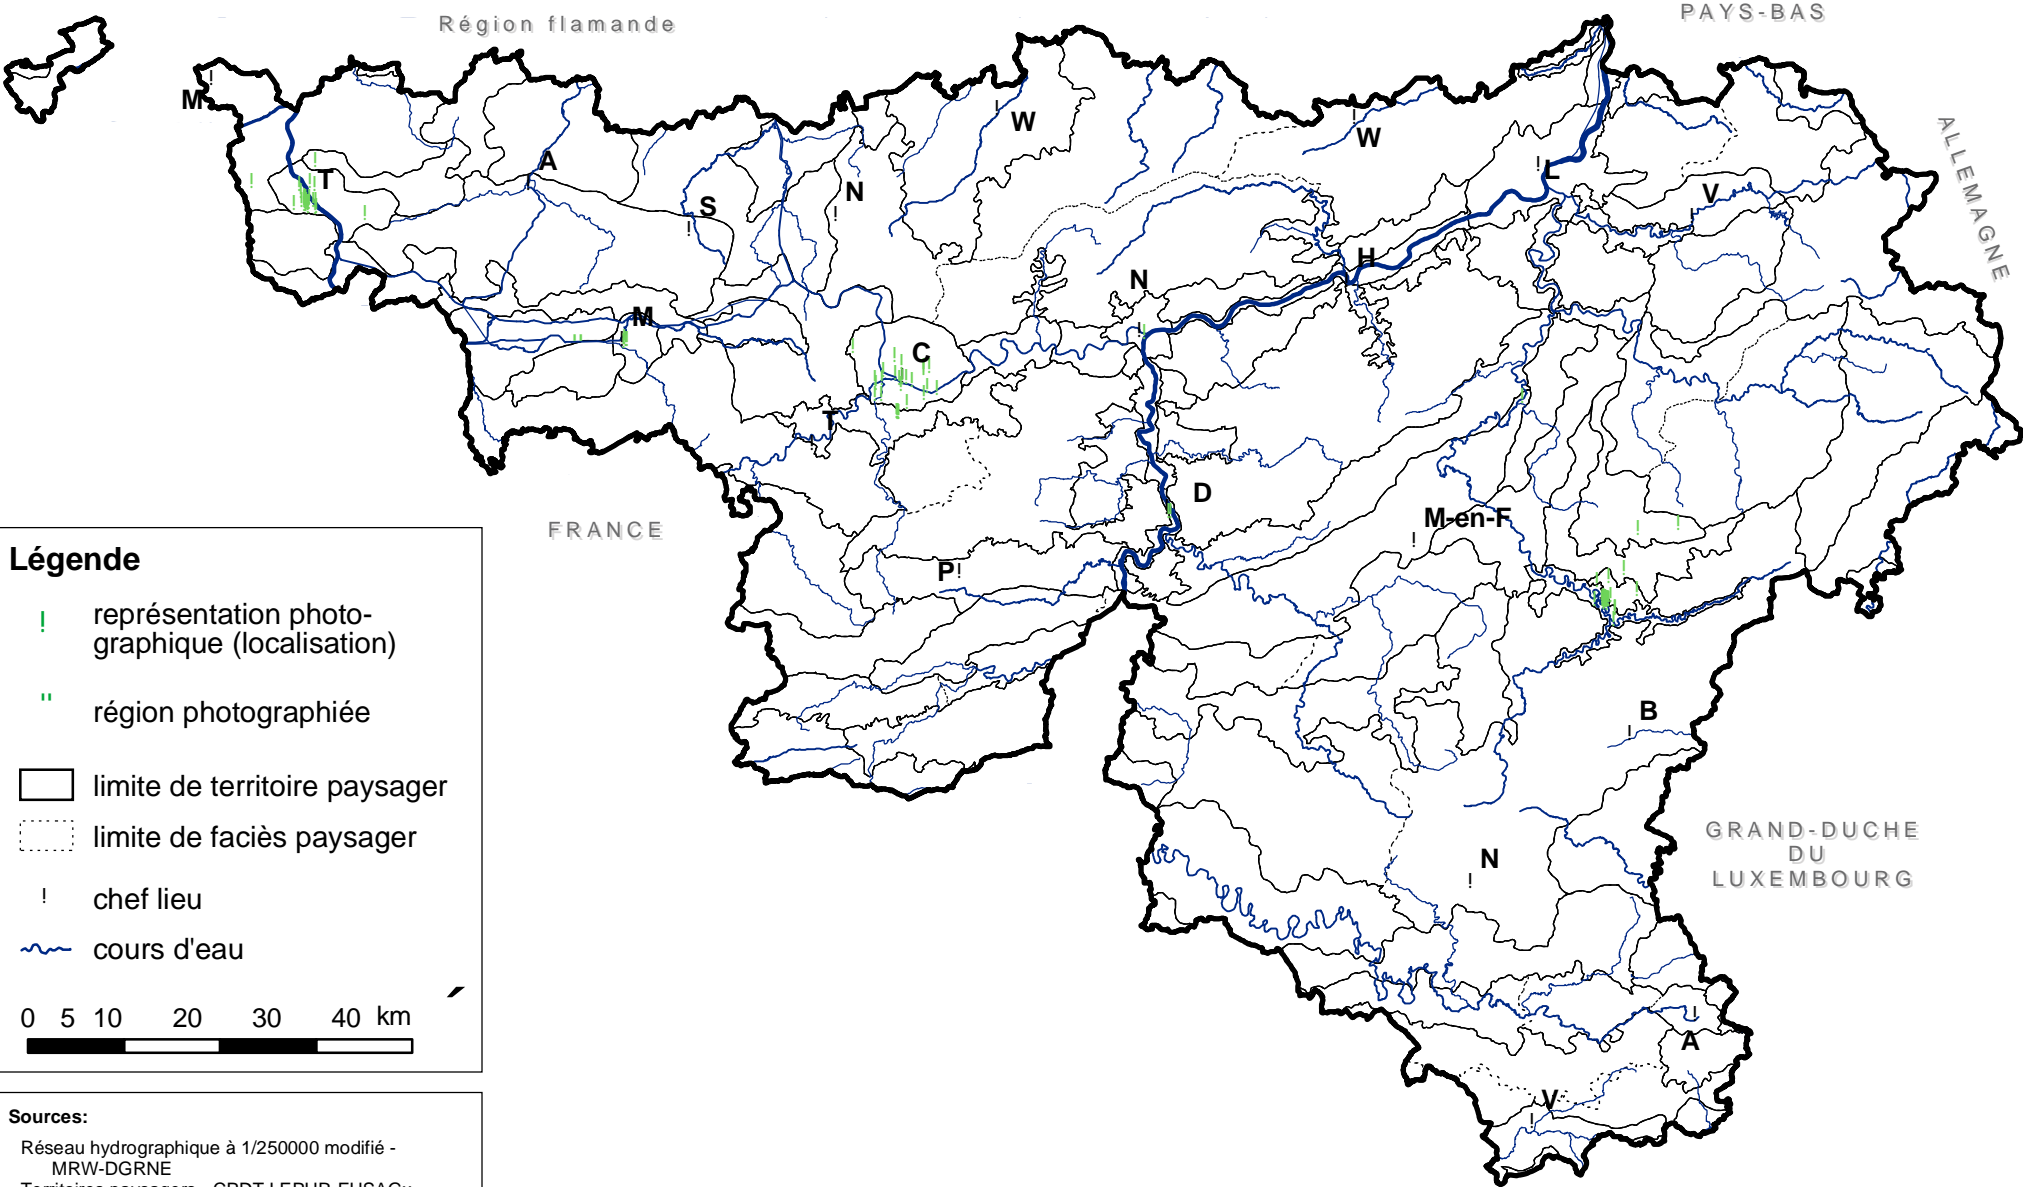 Région flamande
PAYS-BAS
ALLEMAGNE
M
W
W
A
T
S
N
L
V
H
N
M
C
T
D
M-en-F
P
FRANCE
B
N
GRAND-DUCHE
DU
LUXEMBOURG
A
V
Légende
représentation photo-
graphique (localisation)
région photographiée
limite de territoire paysager
limite de faciès paysager
chef lieu
cours d'eau
0 5 10 20 30 40 km
Sources:
Réseau hydrographique à 1/250000 modifié -
MRW-DGRNE